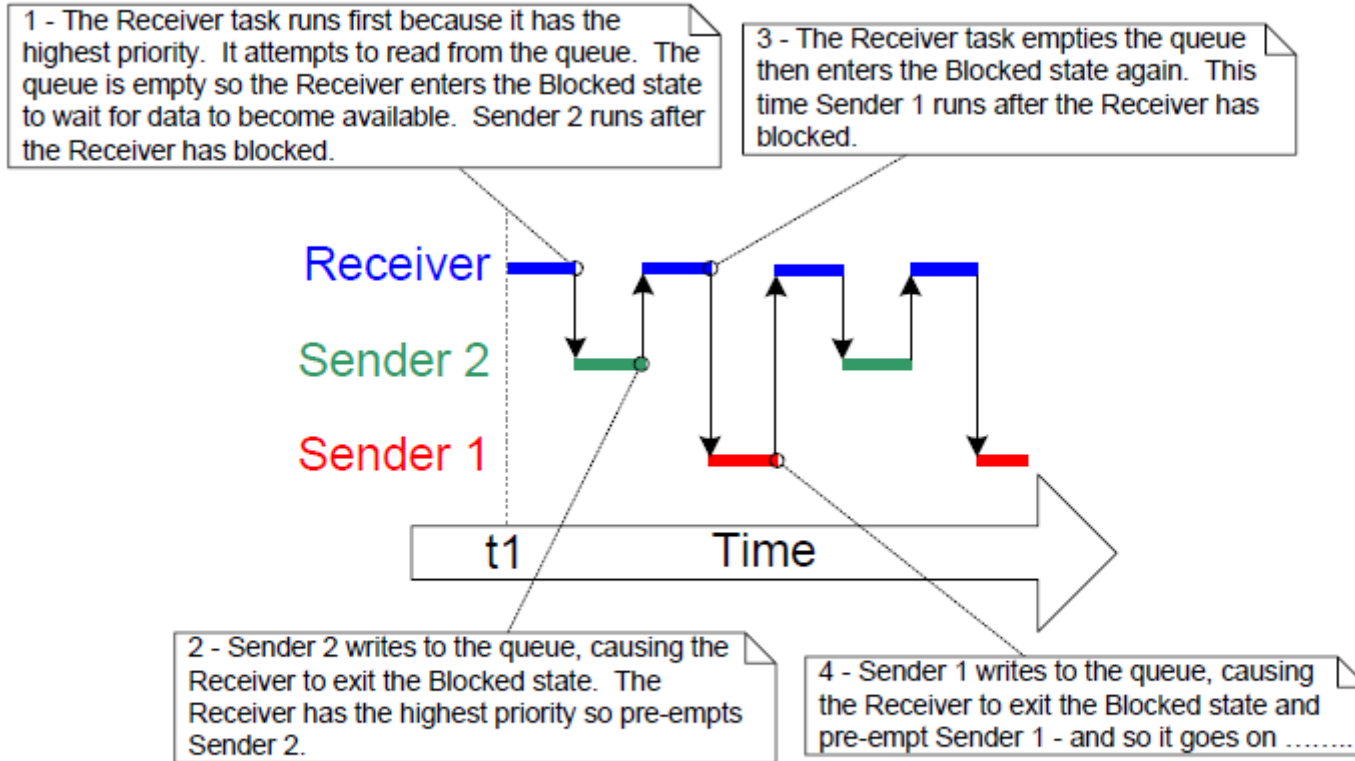 1 - The Receiver task runs first because it has the
highest priority.  It attempts to read from the queue.  The
queue is empty so the Receiver enters the Blocked state
to wait for data to become available.  Sender 2 runs after
the Receiver has blocked.
3 - The Receiver task empties the queue
then enters the Blocked state again.  This
time Sender 1 runs after the Receiver has
blocked.
Receiver
Sender 2
Sender 1
t1
Time
2 - Sender 2 writes to the queue, causing the
Receiver to exit the Blocked state.  The
Receiver has the highest priority so pre-empts
Sender 2.
4 - Sender 1 writes to the queue, causing
the Receiver to exit the Blocked state and
pre-empt Sender 1 - and so it goes on ........